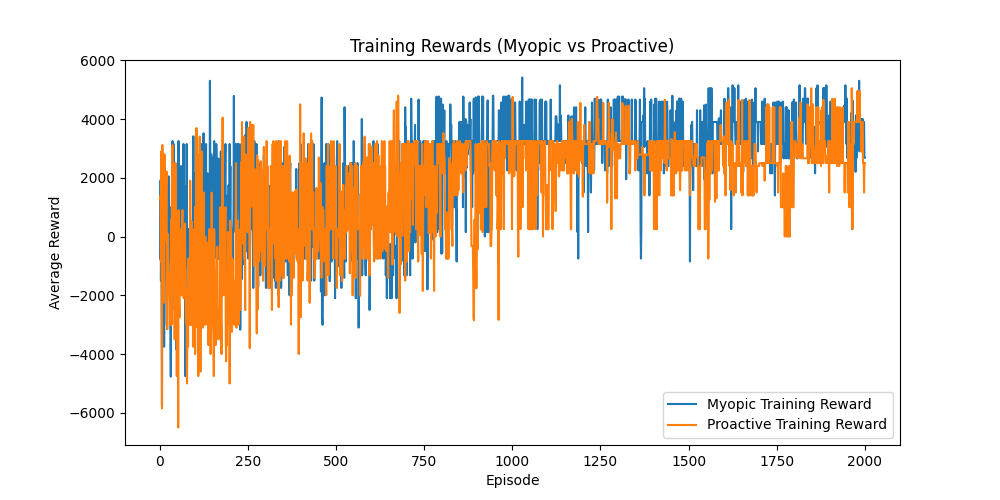 Training Rewards (Myopic vs Proactive)
6000
4000
2000
0
−2000
−4000
−6000
Average Reward
0 250 500 750 1000 1250 1500 1750 2000
Episode
Myopic Training Reward
Proactive Training Reward